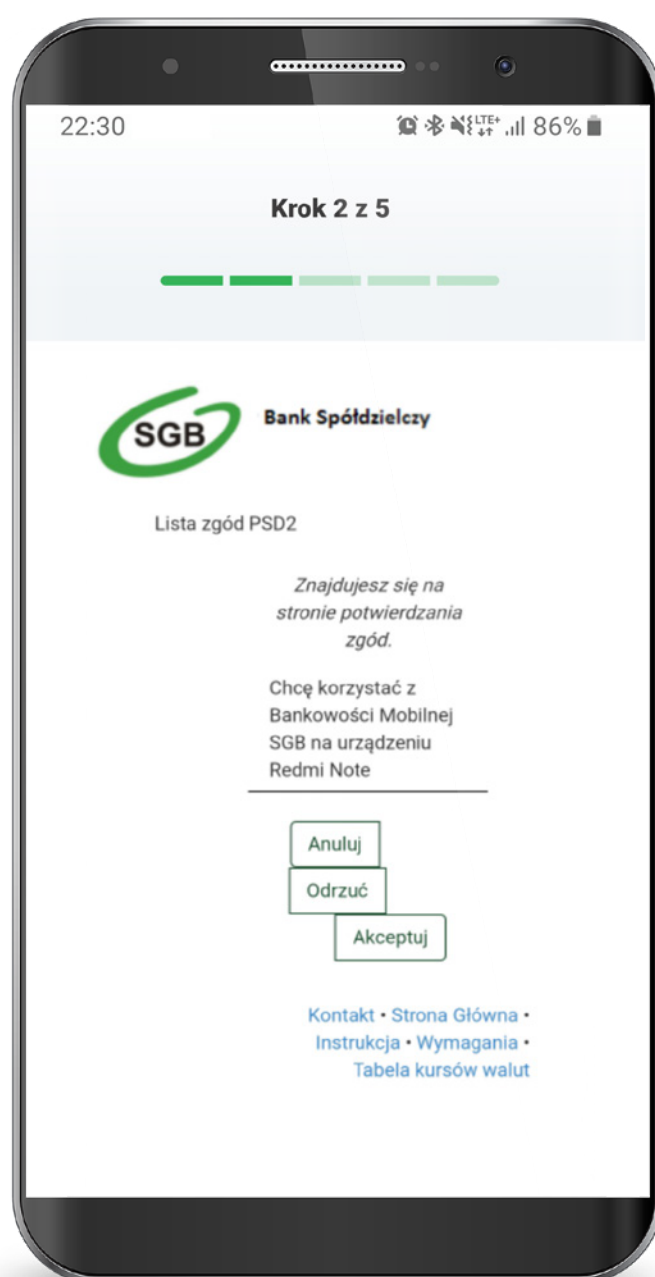 22:30 LTE+ 86%
Krok 2 z 5
SGB
Bank Spółdzielczy
Lista zgód PSD2
Znajdujesz się na
stronie potwierdzania
zgód.
Chcę korzystać z
Bankowości Mobilnej
SGB na urządzeniu
Redmi Note
Anuluj
Odrzuć
Akceptuj
Kontakt • Strona Główna •
Instrukcja • Wymagania •
Tabela kursów walut